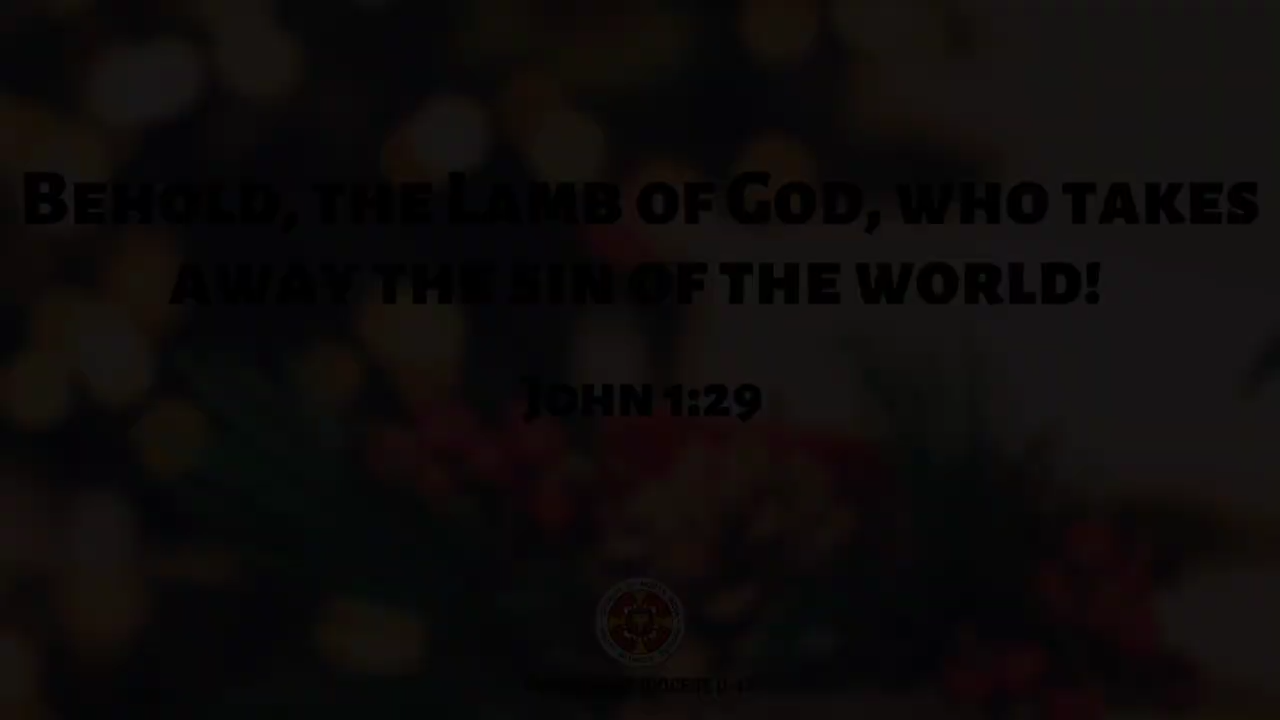 Behold, the Lamb of God, who takes
away the sin of the world!
John 1:29